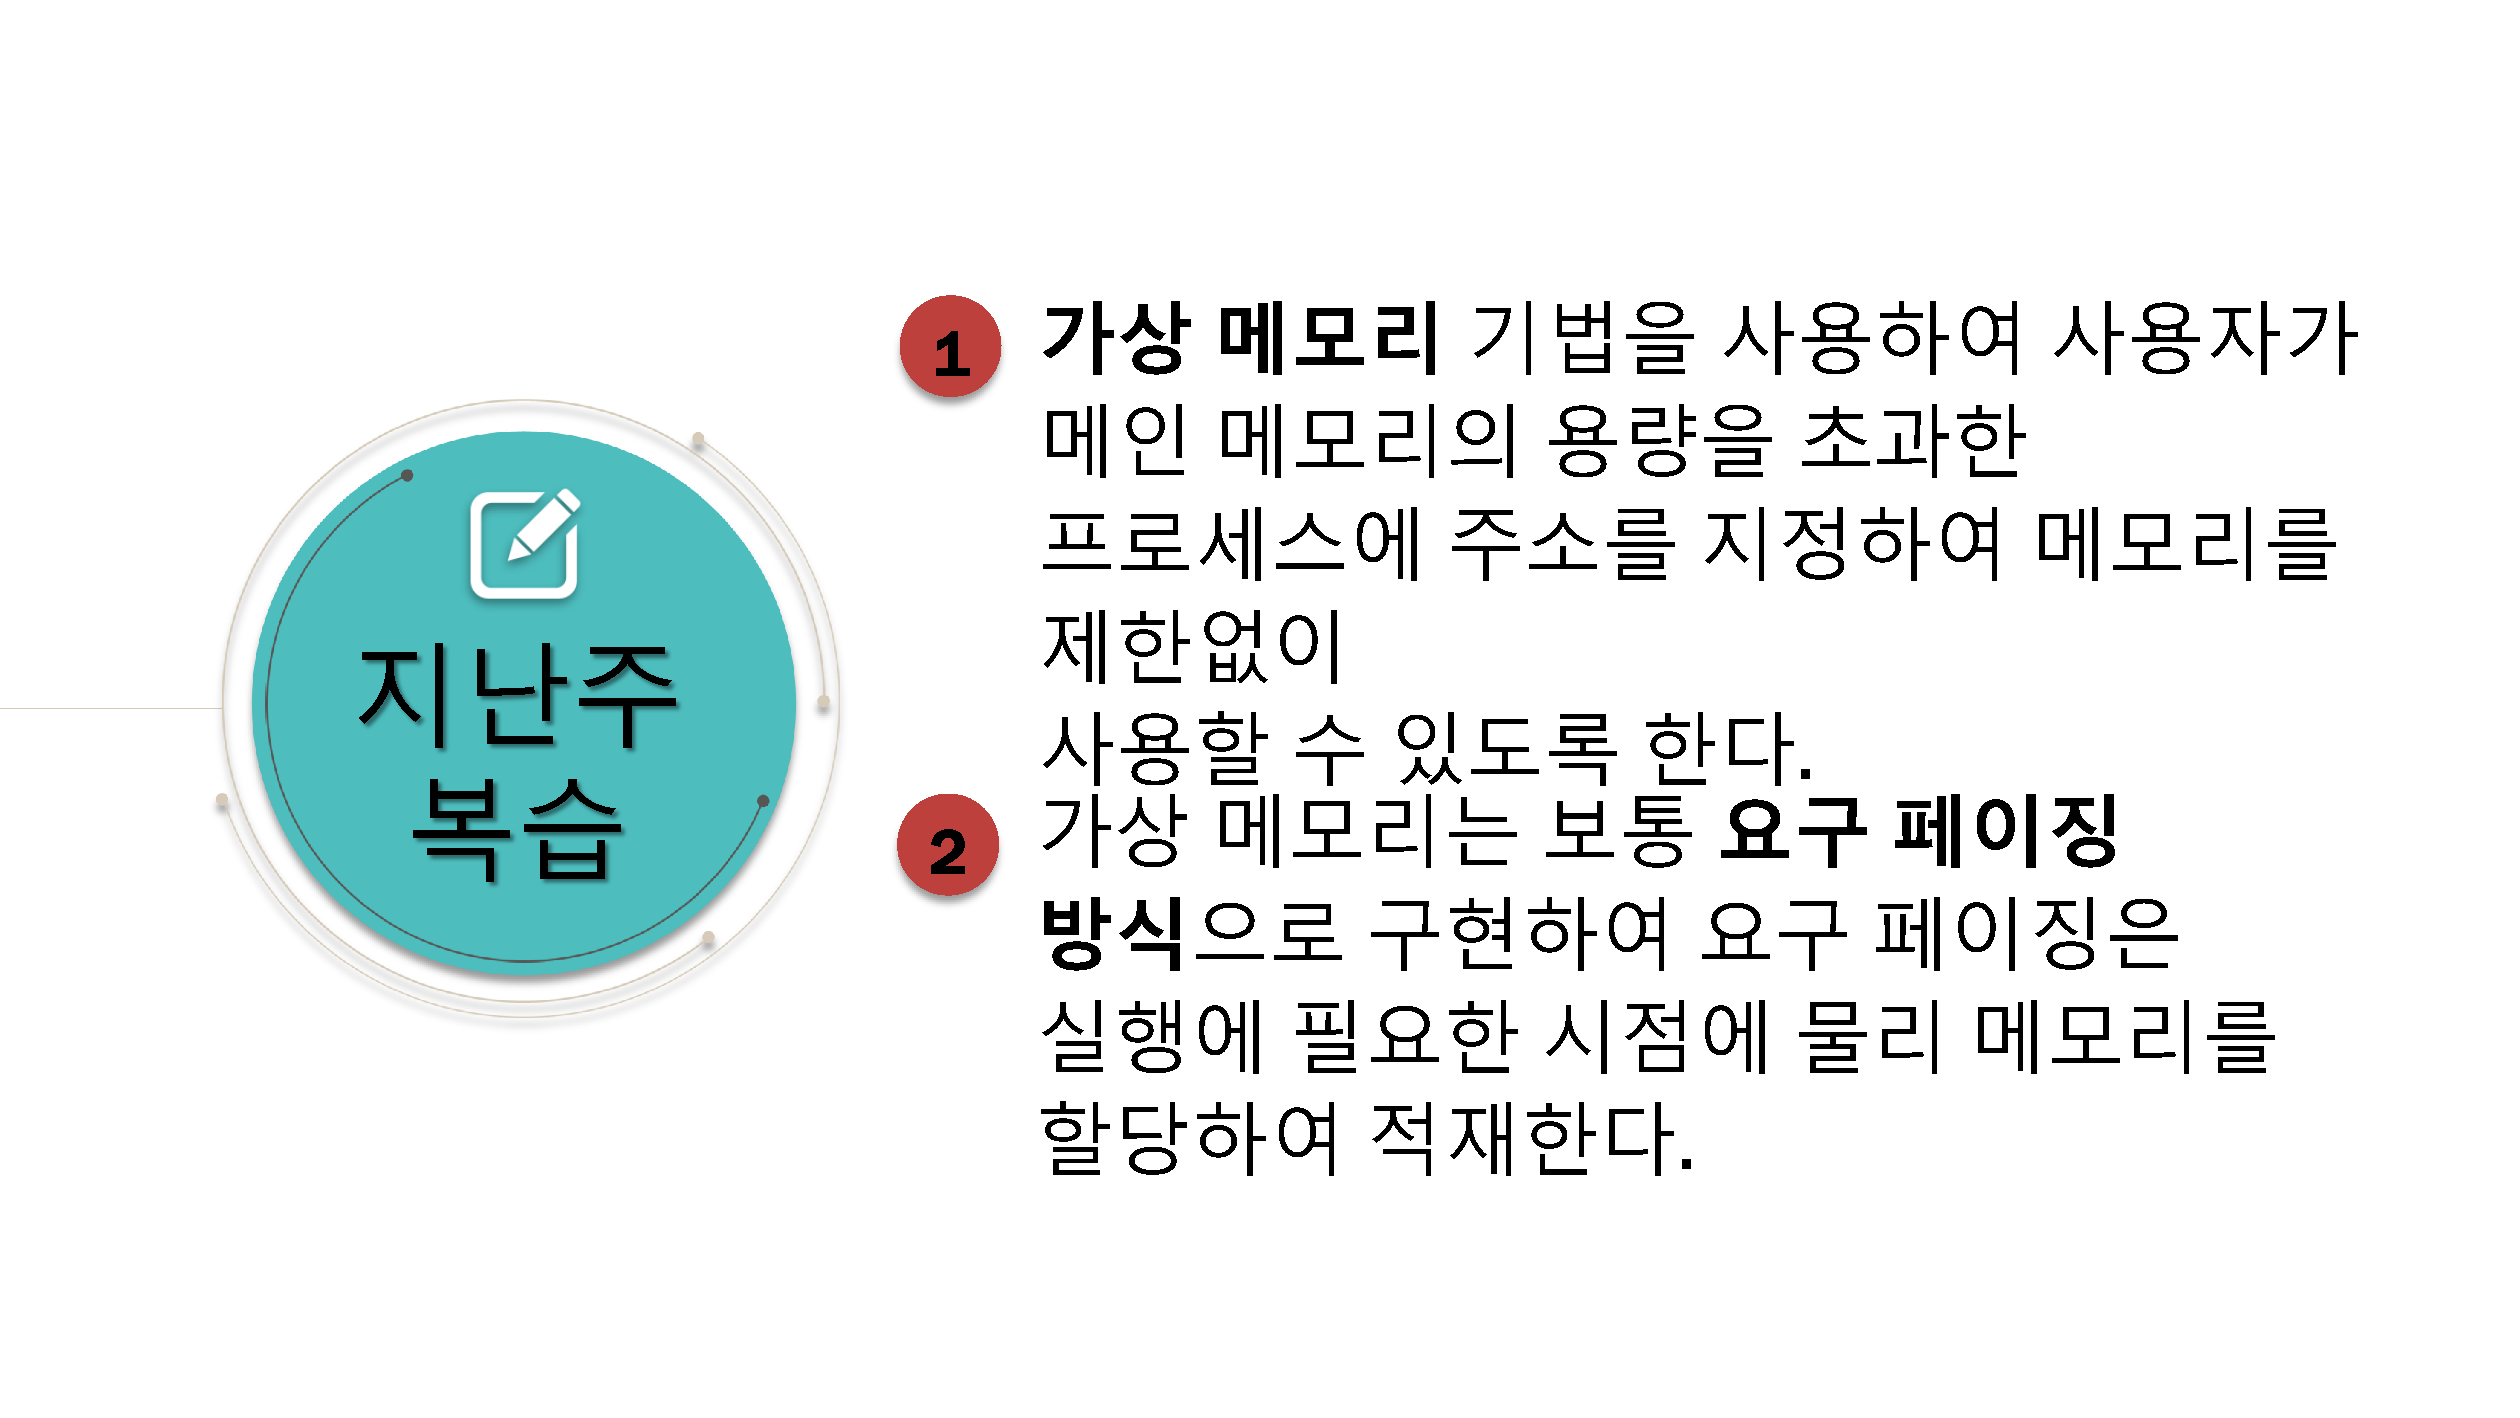 지난주
복습
1
가상 메모리 기법을 사용하여 사용자가
메인 메모리의 용량을 초과한
프로세스에 주소를 지정하여 메모리를
제한없이
사용할 수 있도록 한다.
2
가상 메모리는 보통 요구 페이징
방식으로 구현하여 요구 페이징은
실행에 필요한 시점에 물리 메모리를
할당하여 적재한다.